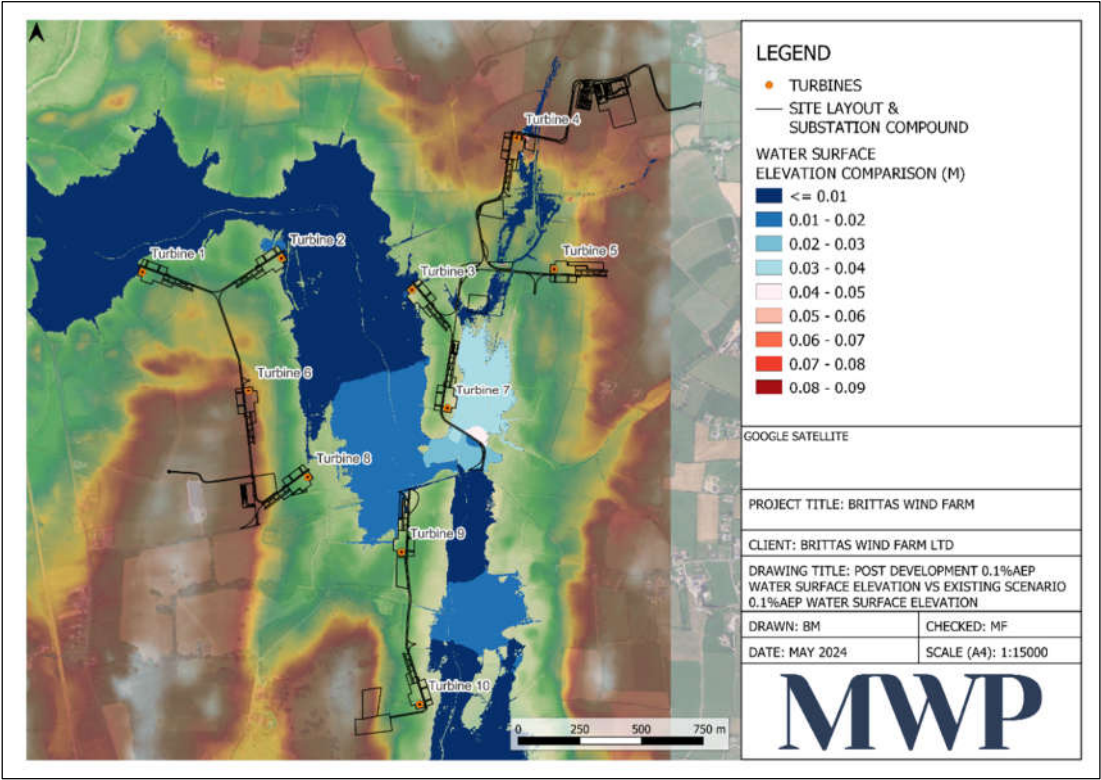 LEGEND
TURBINES
SITE LAYOUT &
SUBSTATION COMPOUND
WATER SURFACE
ELEVATION COMPARISON (M)
<= 0.01
0.01 - 0.02
0.02 - 0.03
0.03 - 0.04
0.04 - 0.05
0.05 - 0.06
0.06 - 0.07
0.07 - 0.08
0.08 - 0.09
GOOGLE SATELLITE
PROJECT TITLE: BRITTAS WIND FARM
CLIENT: BRITTAS WIND FARM LTD
DRAWING TITLE: POST DEVELOPMENT 0.1%AEP
WATER SURFACE ELEVATION VS EXISTING SCENARIO
0.1%AEP WATER SURFACE ELEVATION
DRAWN: BM
CHECKED: MF
DATE: MAY 2024
SCALE (A4): 1:15000
MWP
Turbine 4
Turbine 2
Turbine 1
Turbine 5
Turbine 3
Turbine 6
Turbine 7
Turbine 8
Turbine 9
Turbine 10
0 250 500 750 m